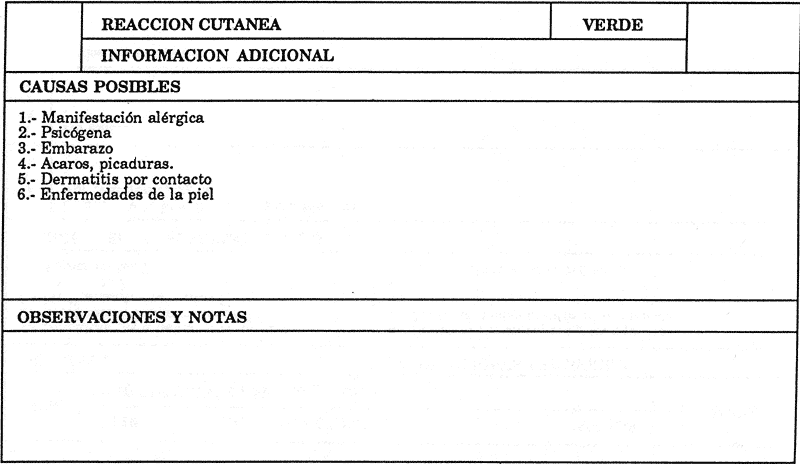 REACCION CUTANEA VERDE
INFORMACION ADICIONAL
CAUSAS POSIBLES
1.- Manifestación alérgica
2.- Psicógena
3.- Embarazo
4.- Acaros, picaduras.
5.- Dermatitis por contacto
6.- Enfermedades de la piel
OBSERVACIONES Y NOTAS